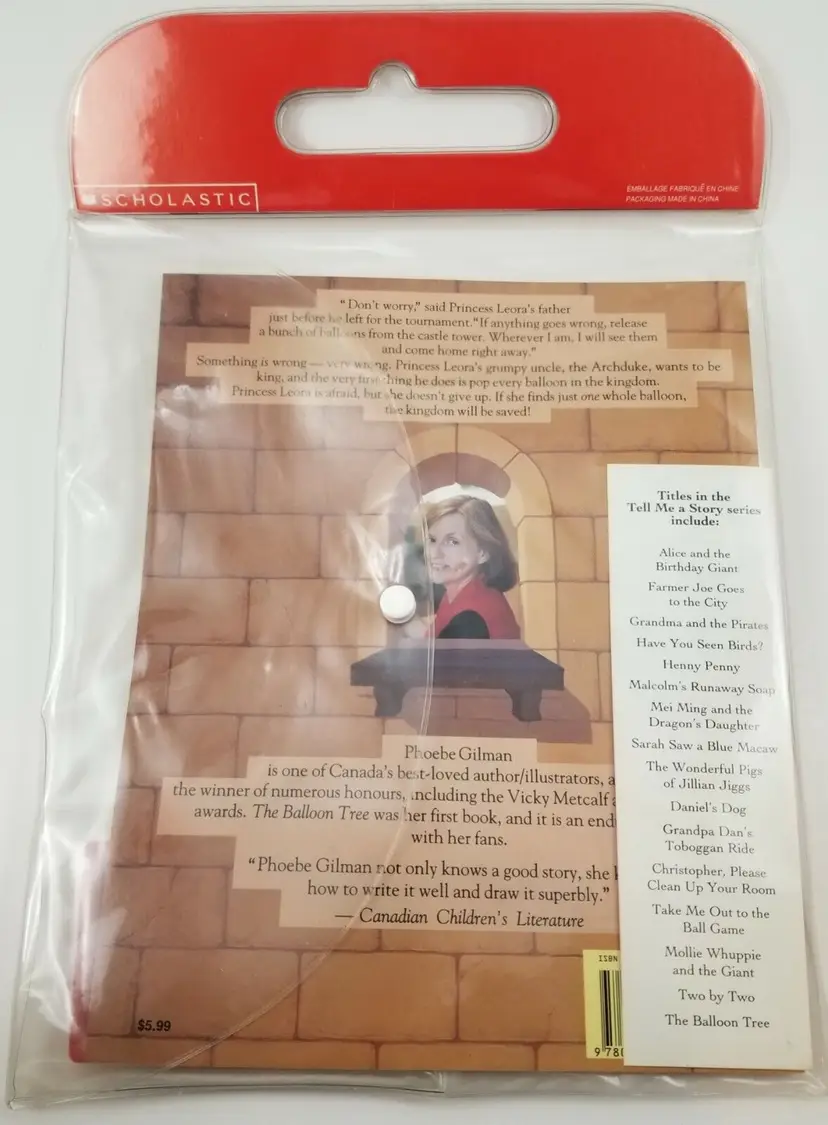 SCHOLASTIC
EMBALLAGE FABRIQUÉ EN CHINE
PACKAGING MADE IN CHINA
"Don't worry," said Princess Leora's father
just before he left for the tournament. "If anything goes wrong, release
a bunch of balloons from the castle tower. Wherever I am, I will see them
and come home right away."
Something is wrong — very wrong. Princess Leora's grumpy uncle, the Archduke, wants to be
king, and the very first thing he does is pop every balloon in the kingdom.
Princess Leora is afraid, but she doesn't give up. If she finds just one whole balloon,
the kingdom will be saved!
Phoebe Gilman
is one of Canada's best-loved author/illustrators, a
the winner of numerous honours, including the Vicky Metcalf
awards. The Balloon Tree was her first book, and it is an end
with her fans.
"Phoebe Gilman not only knows a good story, she
how to write it well and draw it superbly."
— Canadian Children's Literature
$5.99
ISBN
9 780
Titles in the
Tell Me a Story series
include:
Alice and the
Birthday Giant
Farmer Joe Goes
to the City
Grandma and the Pirates
Have You Seen Birds?
Henny Penny
Malcolm's Runaway Soap
Mei Ming and the
Dragon's Daughter
Sarah Saw a Blue Macaw
The Wonderful Pigs
of Jillian Jiggs
Daniel's Dog
Grandpa Dan's
Toboggan Ride
Christopher, Please
Clean Up Your Room
Take Me Out to the
Ball Game
Mollie Whuppie
and the Giant
Two by Two
The Balloon Tree